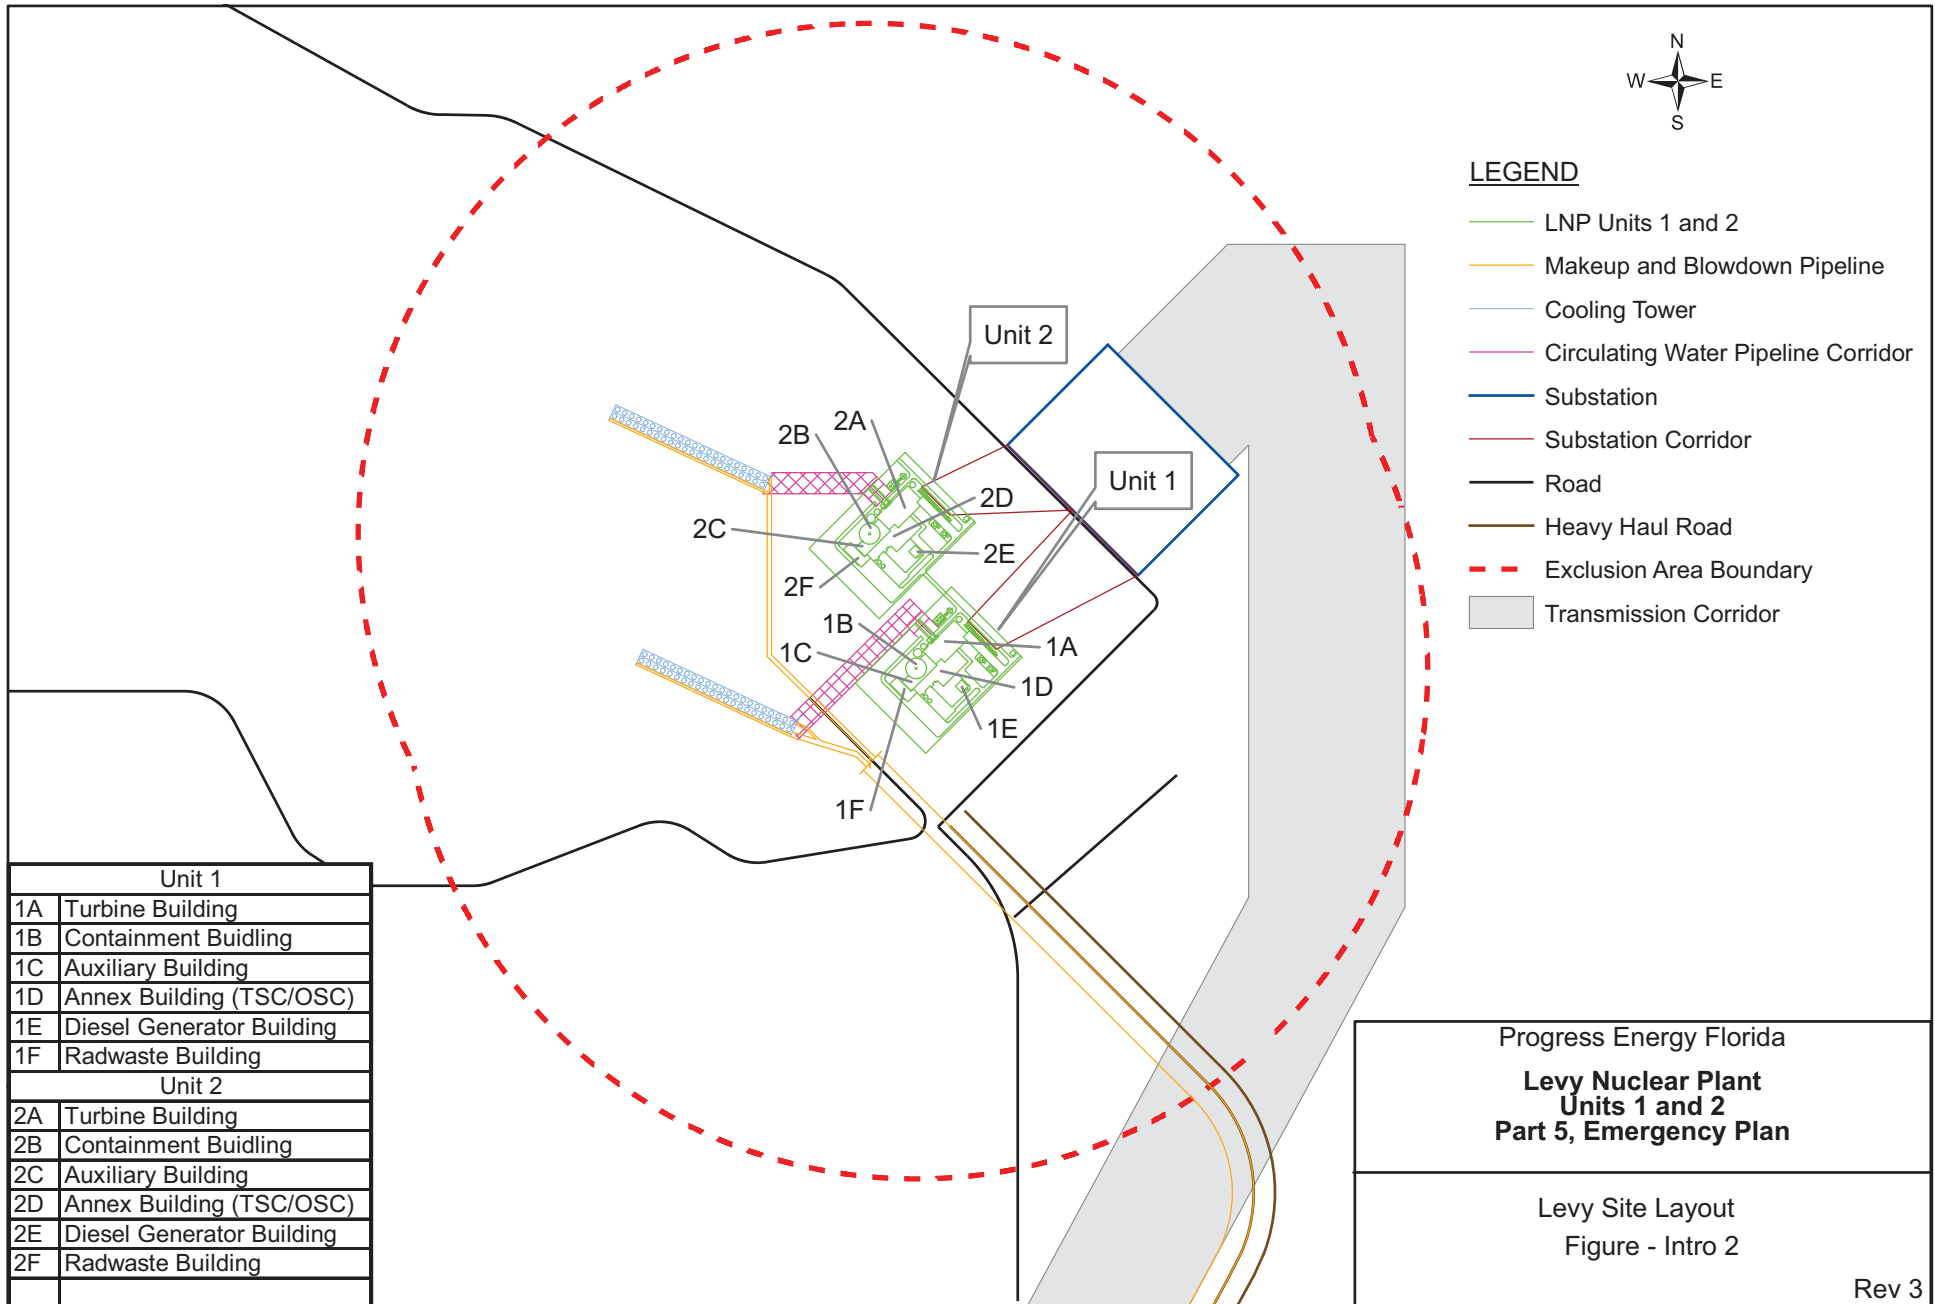 N
W E
S
LEGEND
LNP Units 1 and 2
Makeup and Blowdown Pipeline
Cooling Tower
Circulating Water Pipeline Corridor
Substation
Substation Corridor
Road
Heavy Haul Road
Exclusion Area Boundary
Transmission Corridor
Unit 2
Unit 1
2A
2B
2C
2D
2E
2F
1B
1C
1A
1D
1E
1F
Unit 1
1A Turbine Building
1B Containment Buidling
1C Auxiliary Building
1D Annex Building (TSC/OSC)
1E Diesel Generator Building
1F Radwaste Building
Unit 2
2A Turbine Building
2B Containment Buidling
2C Auxiliary Building
2D Annex Building (TSC/OSC)
2E Diesel Generator Building
2F Radwaste Building
Progress Energy Florida
Levy Nuclear Plant
Units 1 and 2
Part 5, Emergency Plan
Levy Site Layout
Figure - Intro 2
Rev 3